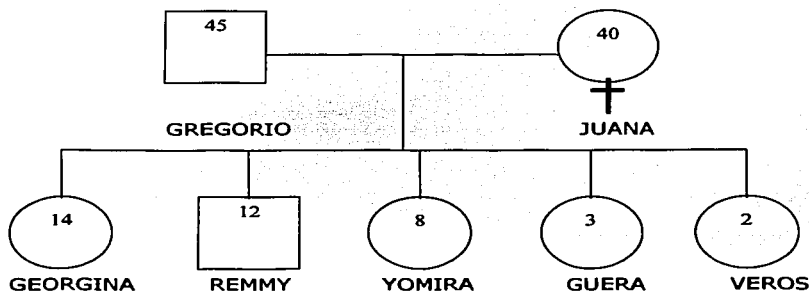 45 40
GREGORIO JUANA
14 12 8 3 2
GEORGINA REMMY YOMIRA GUERA VEROS